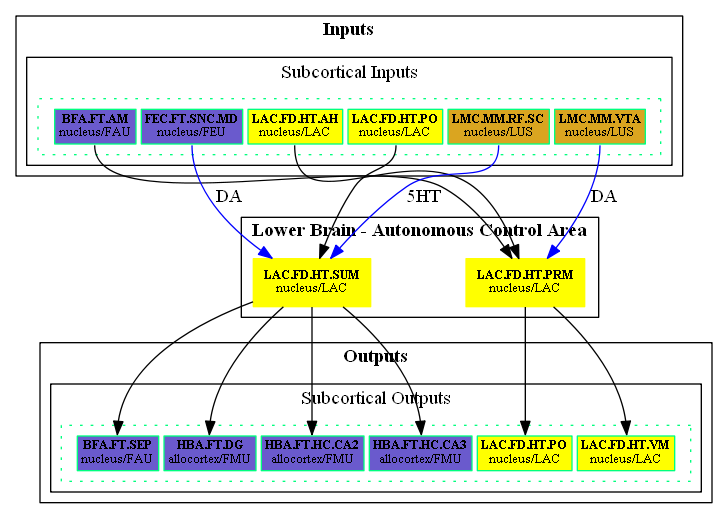 Inputs
Subcortical Inputs
BFA.FT.AM
nucleus/FAU
FEC.FT.SNC.MD
nucleus/FEU
LAC.FD.HT.AH
nucleus/LAC
LAC.FD.HT.PO
nucleus/LAC
LMC.MM.RF.SC
nucleus/LUS
LMC.MM.VTA
nucleus/LUS
DA
5HT
DA
Lower Brain - Autonomous Control Area
LAC.FD.HT.SUM
nucleus/LAC
LAC.FD.HT.PRM
nucleus/LAC
Outputs
Subcortical Outputs
BFA.FT.SEP
nucleus/FAU
HBA.FT.DG
allocortex/FMU
HBA.FT.HC.CA2
allocortex/FMU
HBA.FT.HC.CA3
allocortex/FMU
LAC.FD.HT.PO
nucleus/LAC
LAC.FD.HT.VM
nucleus/LAC